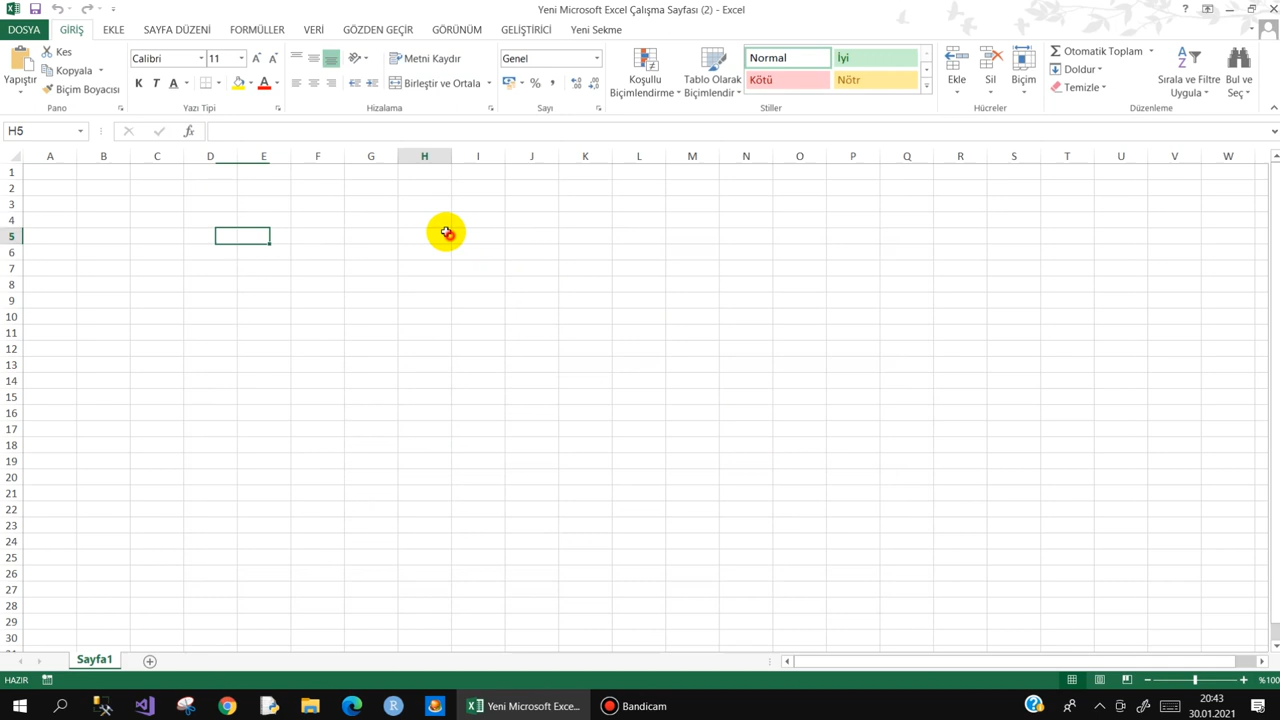 Yeni Microsoft Excel Çalışma Sayfası (2) - Excel
DOSYA GİRİŞ EKLE SAYFA DÜZENİ FORMÜLLER VERİ GÖZDEN GEÇİR GÖRÜNÜM GELİŞTİRİCİ Yeni Sekme
Yapıştır
Kes
Kopyala
Biçim Boyacısı
Pano
Calibri 11
K T A
Yazı Tipi
Metni Kaydır
Birleştir ve Ortala
Hizalama
Genel
%
Sayı
Koşullu Biçimlendirme
Tablo Olarak Biçimlendir
Normal İyi
Kötü Nötr
Stiller
Ekle Sil Biçim
Hücreler
Otomatik Toplam
Doldur
Temizle
Sırala ve Filtre Uygula
Bul ve Seç
Düzenleme
H5 fx
A B C D E F G H I J K L M N O P Q R S T U V W
1
2
3
4
5
6
7
8
9
10
11
12
13
14
15
16
17
18
19
20
21
22
23
24
25
26
27
28
29
30
Sayfa1
HAZIR %100
Yeni Microsoft Exce... Bandicam
20:43
30.01.2021